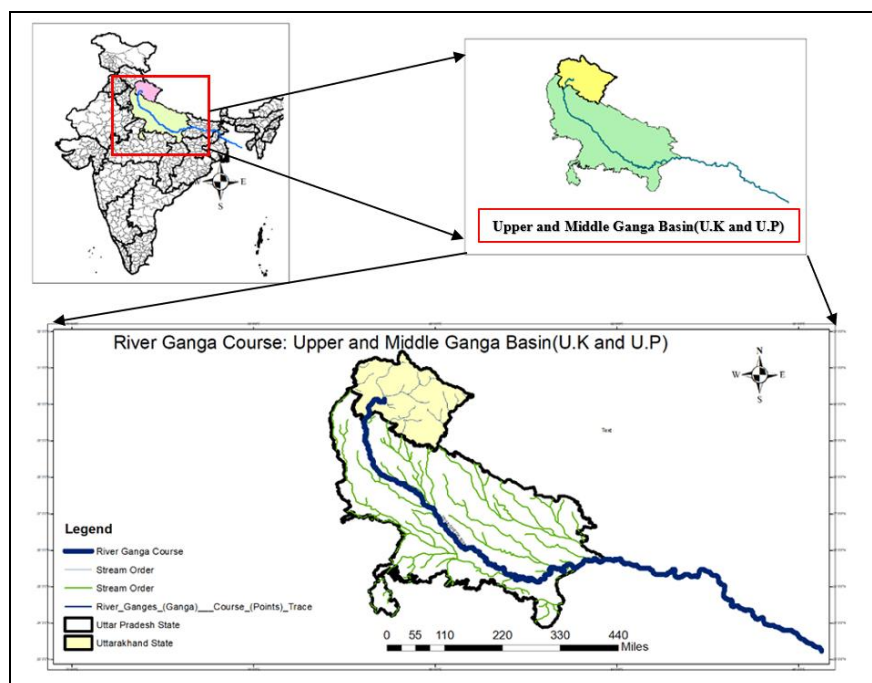 W E
S
Upper and Middle Ganga Basin(U.K and U.P)
River Ganga Course: Upper and Middle Ganga Basin(U.K and U.P)
N
W E
S
Text
Legend
River Ganga Course
Stream Order
Stream Order
River_Ganges_(Ganga)___Course_(Points)_Trace
Uttar Pradesh State
Uttarakhand State
0 55 110 220 330 440
Miles